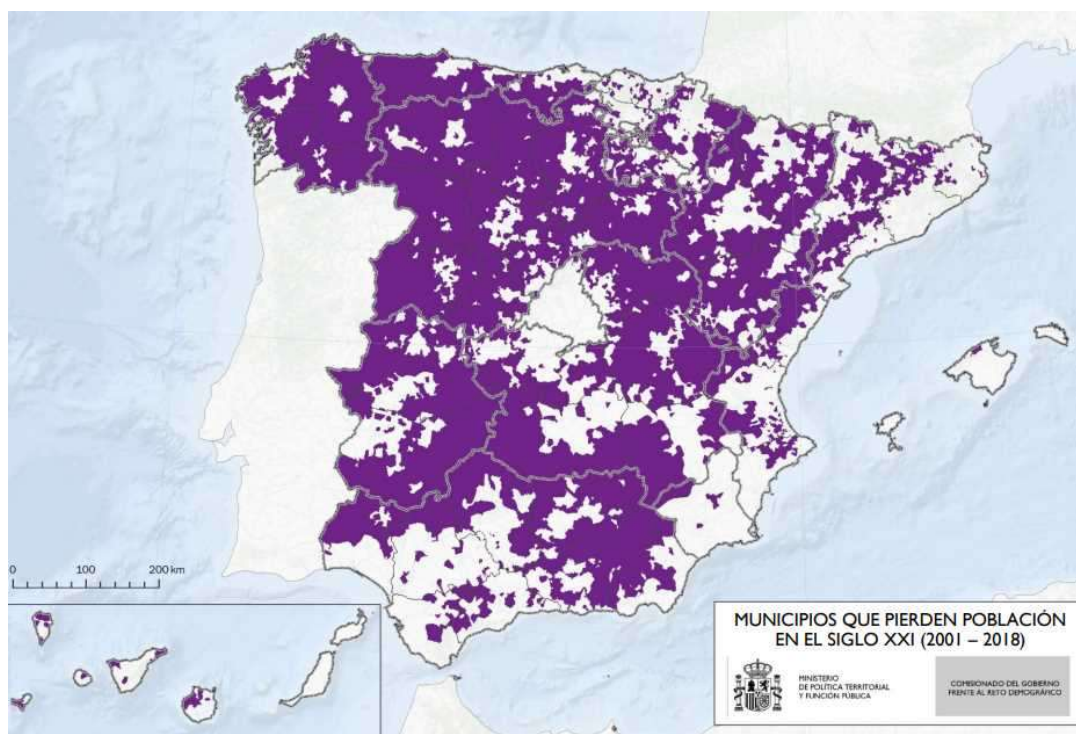 0 100 200 km
MUNICIPIOS QUE PIERDEN POBLACIÓN
EN EL SIGLO XXI (2001 – 2018)
MINISTERIO
DE POLÍTICA TERRITORIAL
Y FUNCIÓN PÚBLICA
COMISIONADO DEL GOBIERNO
FRENTE AL RETO DEMOGRÁFICO